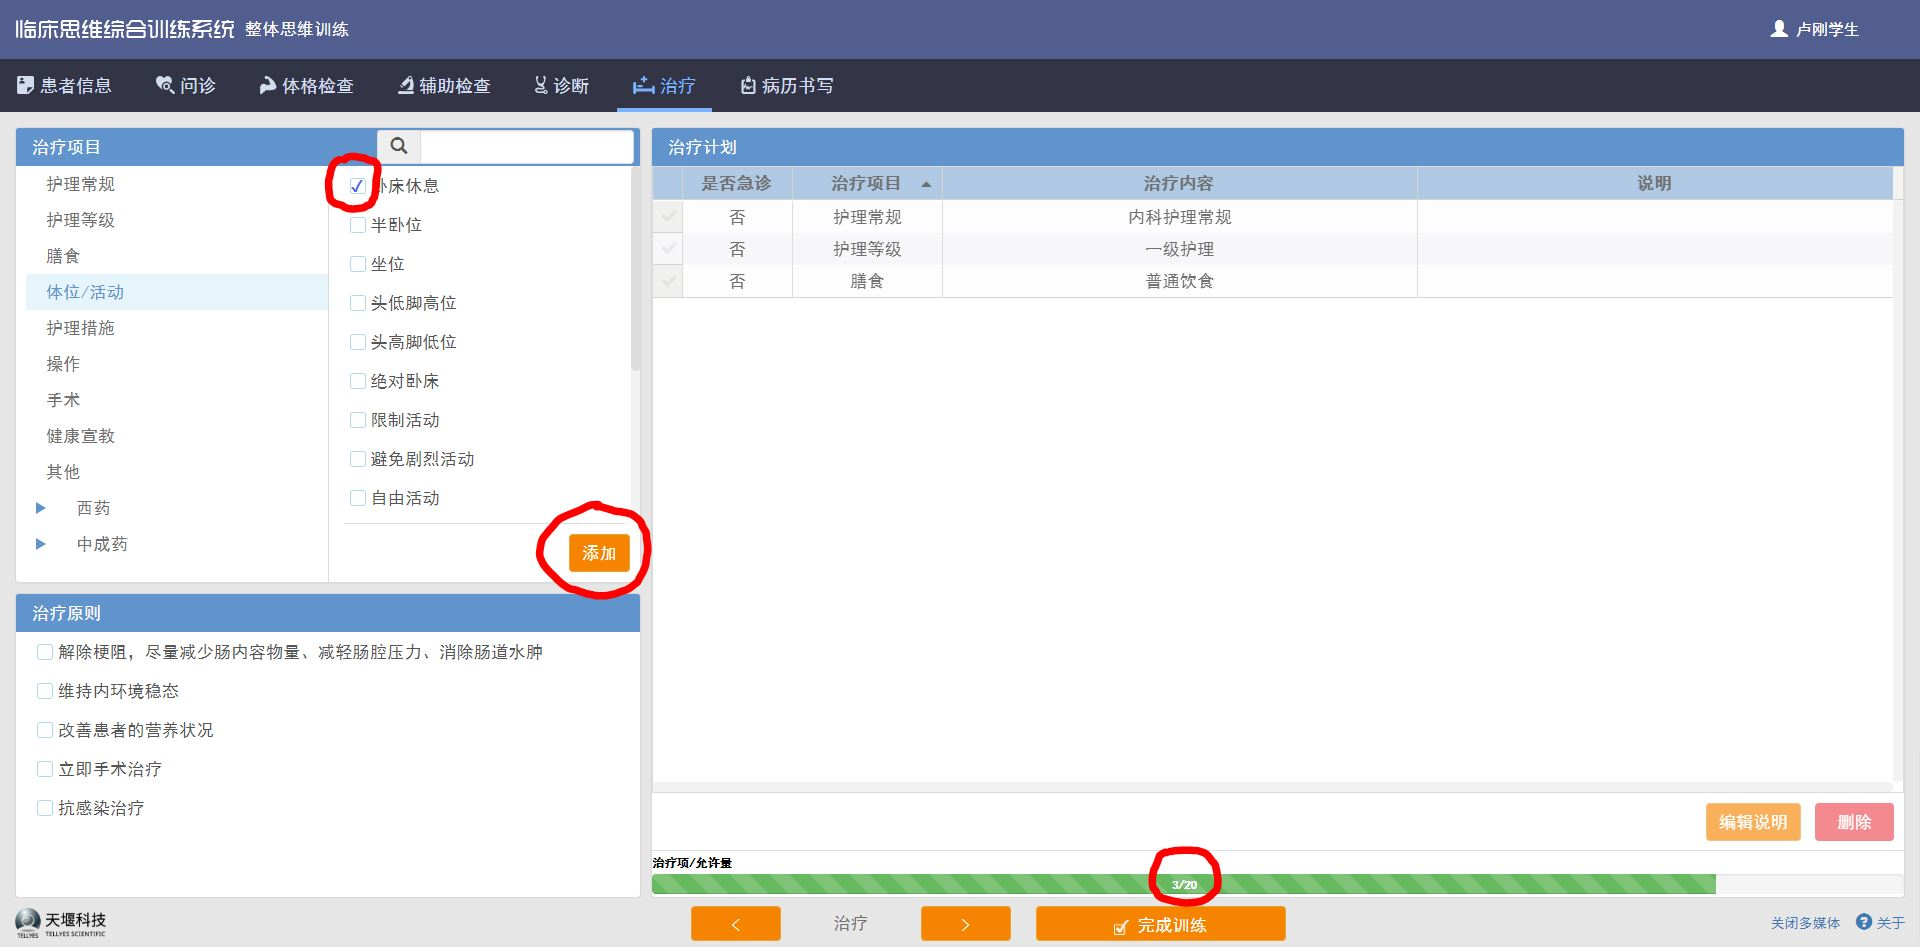 临床思维综合训练系统 整体思维训练
卢刚学生
患者信息 问诊 体格检查 辅助检查 诊断 治疗 病历书写
治疗项目
护理常规
护理等级
膳食
体位/活动
护理措施
操作
手术
健康宣教
其他
西药
中成药
卧床休息
半卧位
坐位
头低脚高位
头高脚低位
绝对卧床
限制活动
避免剧烈活动
自由活动
添加
治疗原则
解除梗阻，尽量减少肠内容物量、减轻肠腔压力、消除肠道水肿
维持内环境稳态
改善患者的营养状况
立即手术治疗
抗感染治疗
治疗计划
是否急诊 治疗项目 治疗内容 说明
否 护理常规 内科护理常规
否 护理等级 一级护理
否 膳食 普通饮食
编辑说明 删除
治疗项/允许量
3/20
天堰科技
TELLYES SCIENTIFIC
TELLYES
< 治疗 > 完成训练
关闭多媒体 ? 关于